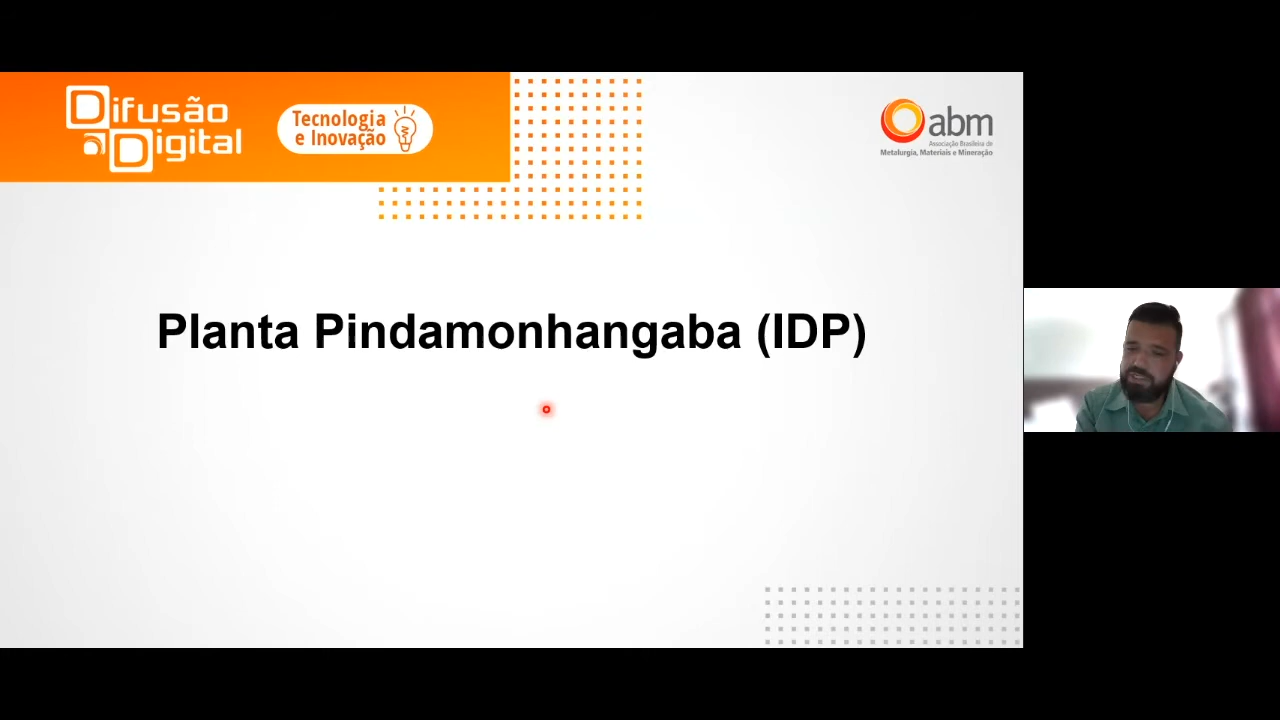 Difusão
Digital
Tecnologia
e Inovação
abm
Associação Brasileira de
Metalurgia, Materiais e Mineração
Planta Pindamonhangaba (IDP)